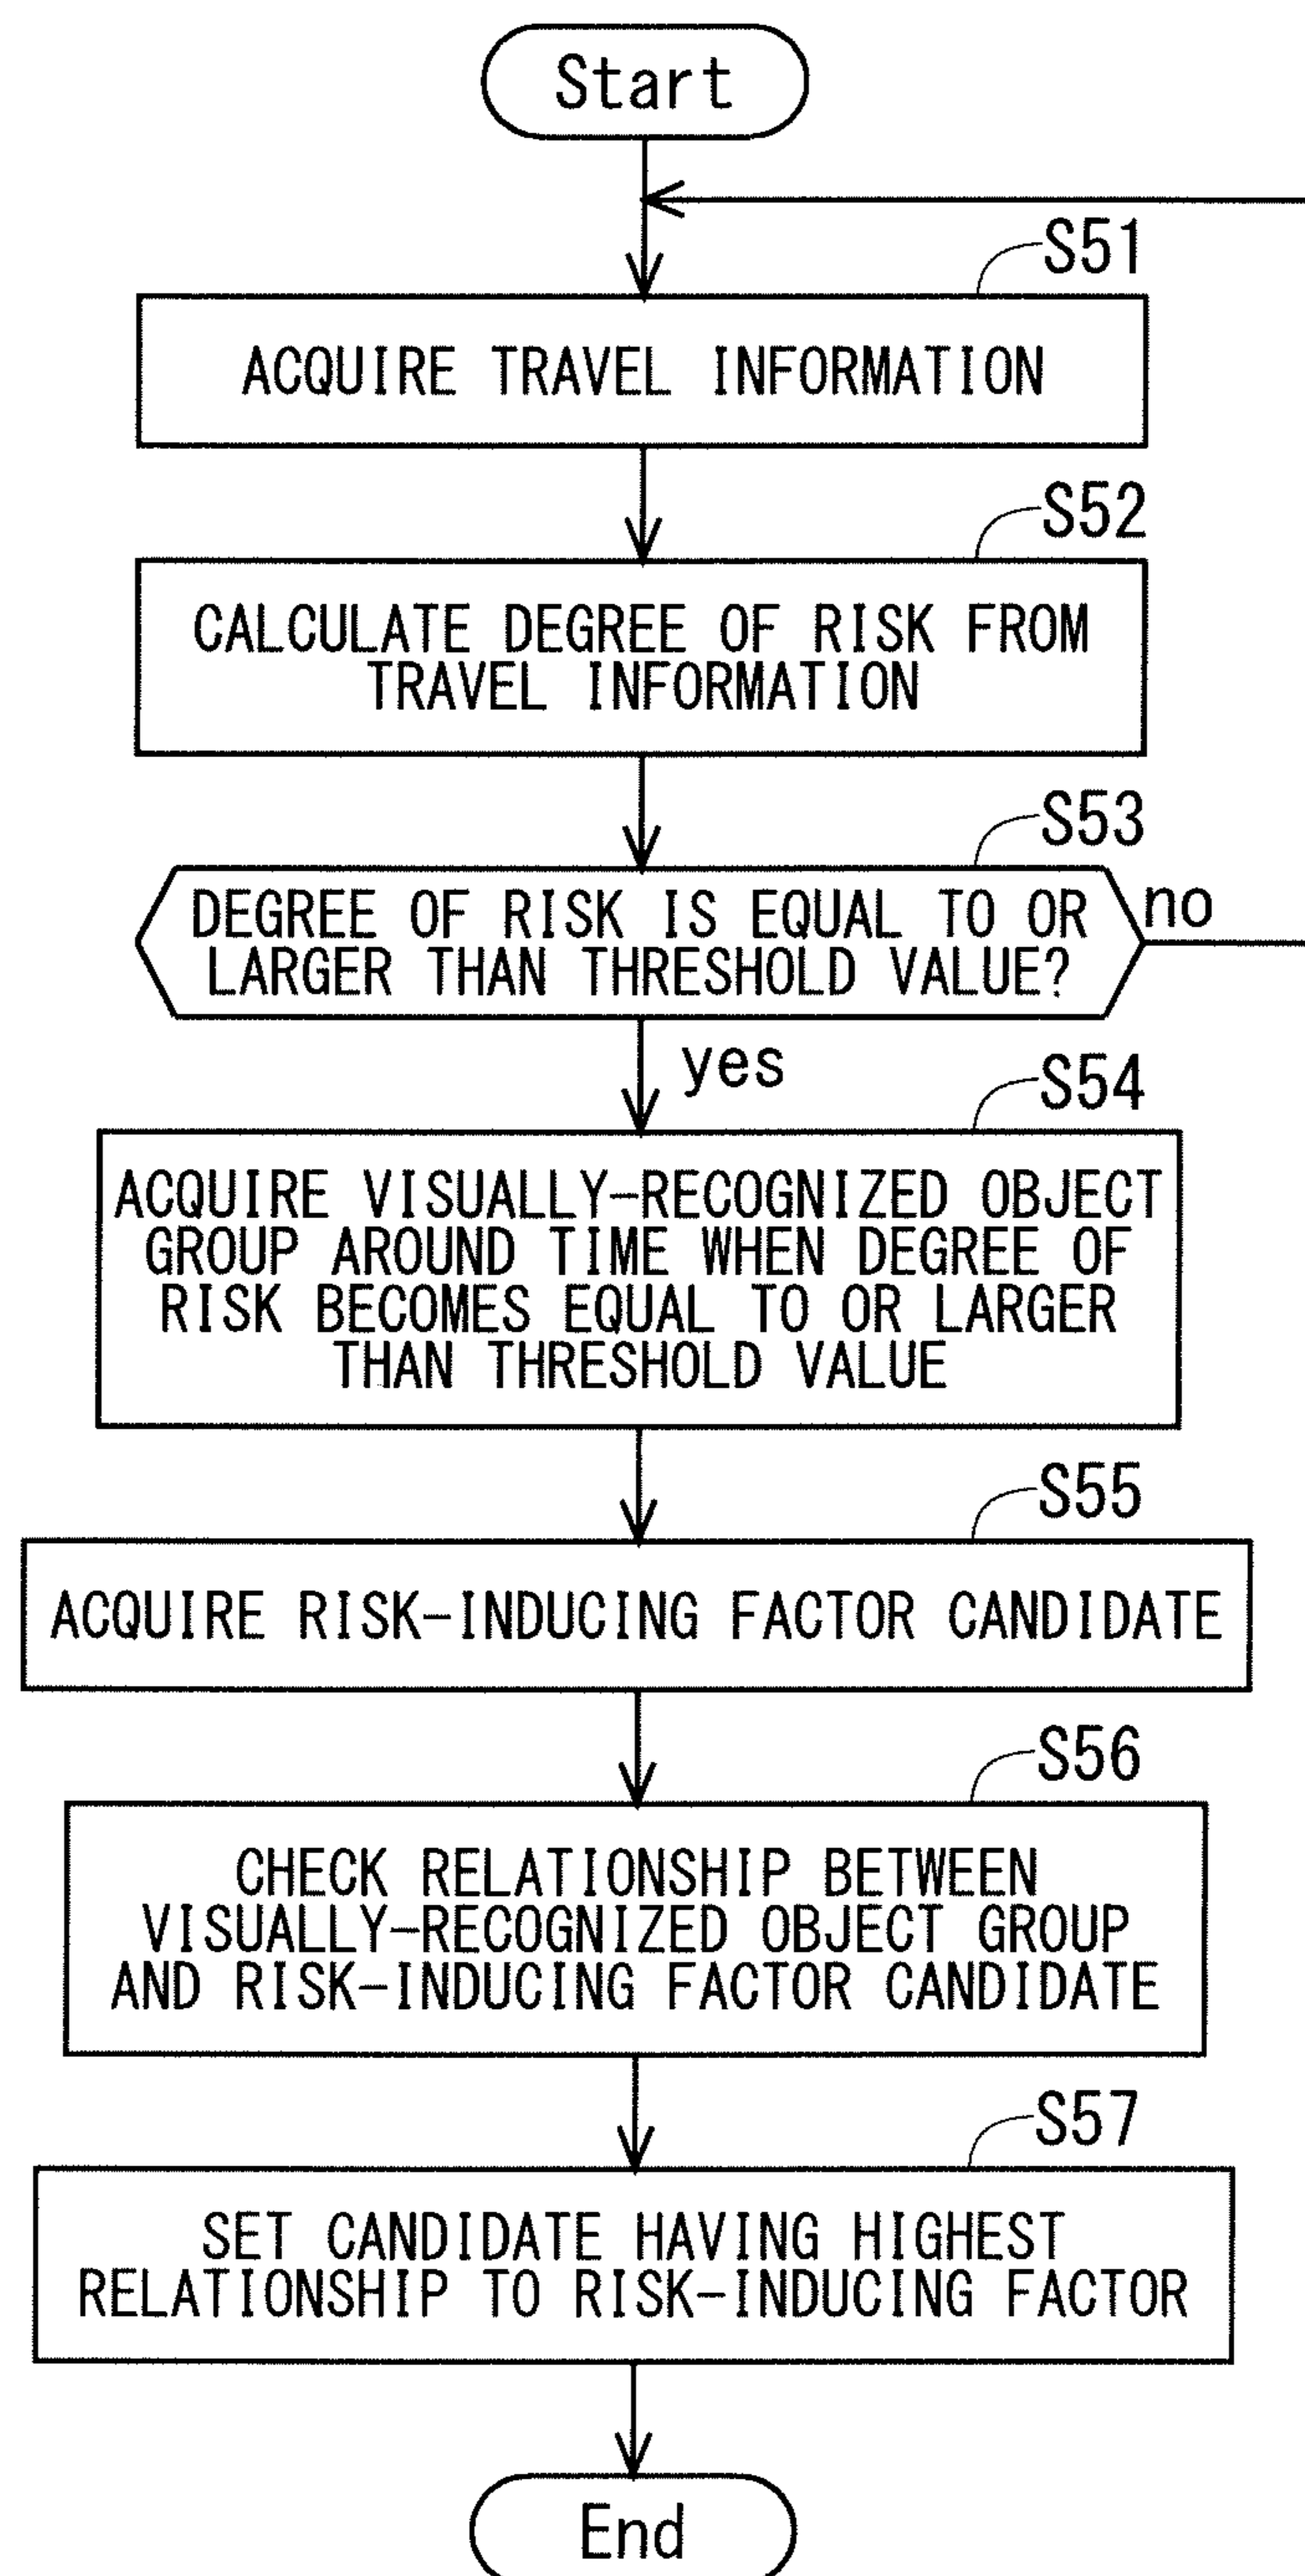 Start
S51
ACQUIRE TRAVEL INFORMATION
S52
CALCULATE DEGREE OF RISK FROM
TRAVEL INFORMATION
S53
DEGREE OF RISK IS EQUAL TO OR
LARGER THAN THRESHOLD VALUE?
no
yes
S54
ACQUIRE VISUALLY-RECOGNIZED OBJECT
GROUP AROUND TIME WHEN DEGREE OF
RISK BECOMES EQUAL TO OR LARGER
THAN THRESHOLD VALUE
S55
ACQUIRE RISK-INDUCING FACTOR CANDIDATE
S56
CHECK RELATIONSHIP BETWEEN
VISUALLY-RECOGNIZED OBJECT GROUP
AND RISK-INDUCING FACTOR CANDIDATE
S57
SET CANDIDATE HAVING HIGHEST
RELATIONSHIP TO RISK-INDUCING FACTOR
End